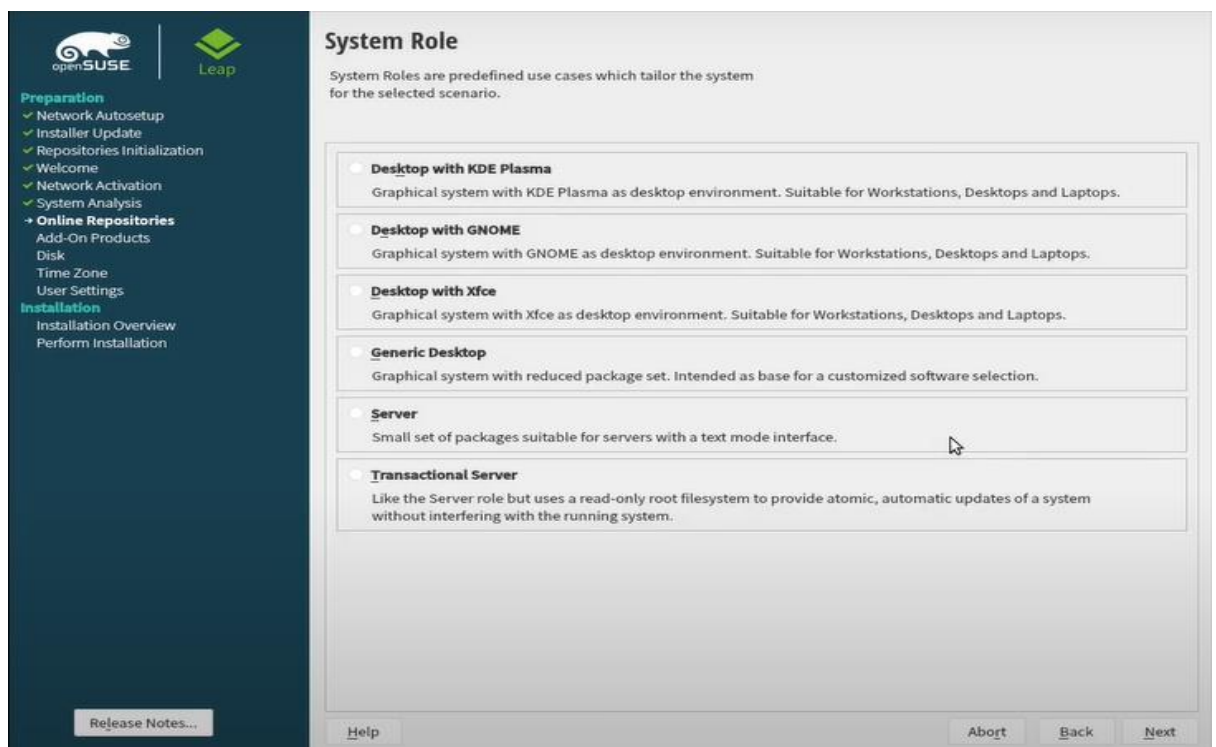 openSUSE
Leap
Preparation
Network Autosetup
Installer Update
Repositories Initialization
Welcome
Network Activation
System Analysis
Online Repositories
Add-On Products
Disk
Time Zone
User Settings
Installation
Installation Overview
Perform Installation
Release Notes...
System Role
System Roles are predefined use cases which tailor the system
for the selected scenario.
Desktop with KDE Plasma
Graphical system with KDE Plasma as desktop environment. Suitable for Workstations, Desktops and Laptops.
Desktop with GNOME
Graphical system with GNOME as desktop environment. Suitable for Workstations, Desktops and Laptops.
Desktop with Xfce
Graphical system with Xfce as desktop environment. Suitable for Workstations, Desktops and Laptops.
Generic Desktop
Graphical system with reduced package set. Intended as base for a customized software selection.
Server
Small set of packages suitable for servers with a text mode interface.
Transactional Server
Like the Server role but uses a read-only root filesystem to provide atomic, automatic updates of a system
without interfering with the running system.
Help
Abort
Back
Next